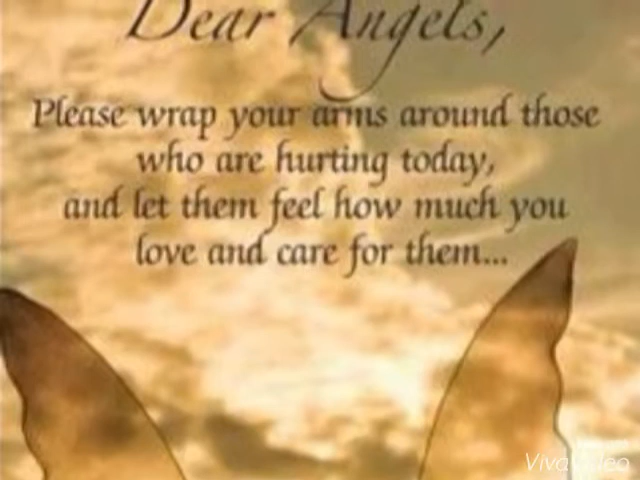 Dear Angels,
Please wrap your arms around those
who are hurting today,
and let them feel how much you
love and care for them...